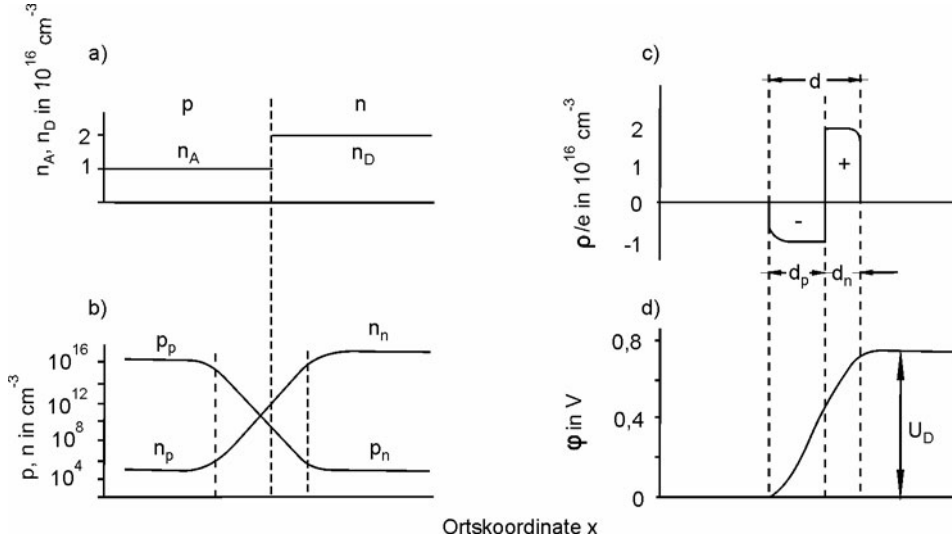 a)
n_A, n_D in 10^16 cm^-3
p
n
2
1
n_A
n_D
b)
p, n in cm^-3
10^16
10^12
10^8
10^4
p_p
n_n
n_p
p_n
c)
ρ/e in 10^16 cm^-3
d
2
1
0
-1
+
-
d_p
d_n
d)
φ in V
0,8
0,4
0
U_D
Ortskoordinate x